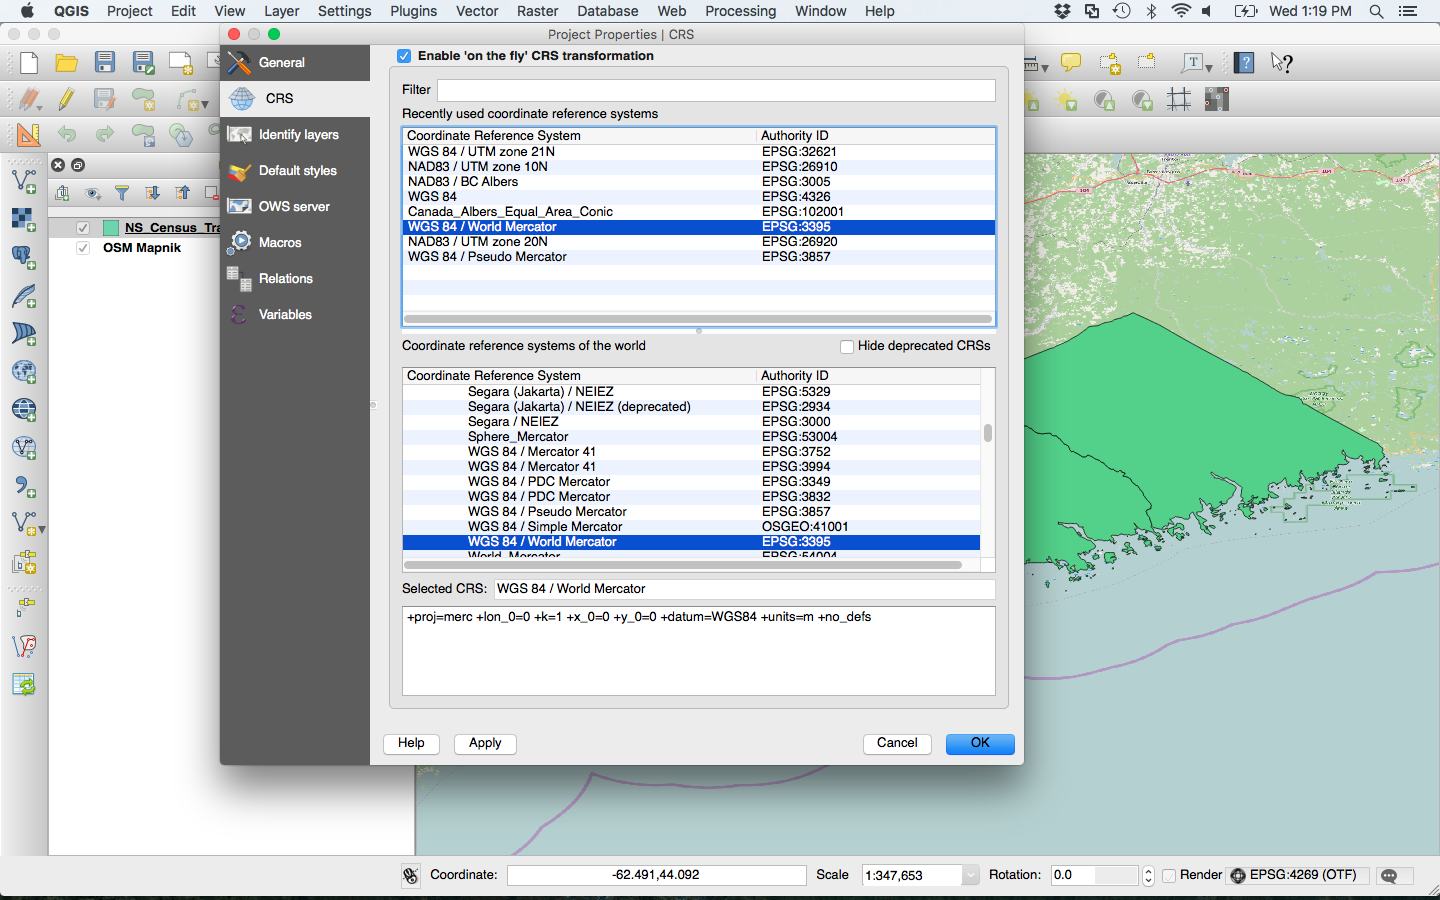 QGIS Project Edit View Layer Settings Plugins Vector Raster Database Web Processing Window Help Wed 1:19 PM
Project Properties | CRS
General
CRS
Identify layers
Default styles
OWS server
Macros
Relations
Variables
Enable 'on the fly' CRS transformation
Filter
Recently used coordinate reference systems
Coordinate Reference System Authority ID
WGS 84 / UTM zone 21N EPSG:32621
NAD83 / UTM zone 10N EPSG:26910
NAD83 / BC Albers EPSG:3005
WGS 84 EPSG:4326
Canada_Albers_Equal_Area_Conic EPSG:102001
WGS 84 / World Mercator EPSG:3395
NAD83 / UTM zone 20N EPSG:26920
WGS 84 / Pseudo Mercator EPSG:3857
Coordinate reference systems of the world Hide deprecated CRSs
Coordinate Reference System Authority ID
Segara (Jakarta) / NEIEZ EPSG:5329
Segara (Jakarta) / NEIEZ (deprecated) EPSG:2934
Segara / NEIEZ EPSG:3000
Sphere_Mercator EPSG:53004
WGS 84 / Mercator 41 EPSG:3752
WGS 84 / Mercator 41 EPSG:3994
WGS 84 / PDC Mercator EPSG:3349
WGS 84 / PDC Mercator EPSG:3832
WGS 84 / Pseudo Mercator EPSG:3857
WGS 84 / Simple Mercator OSGEO:41001
WGS 84 / World Mercator EPSG:3395
World_Mercator EPSG:54004
Selected CRS: WGS 84 / World Mercator
+proj=merc +lon_0=0 +k=1 +x_0=0 +y_0=0 +datum=WGS84 +units=m +no_defs
Help Apply Cancel OK
NS_Census_Tra
OSM Mapnik
104
104
104
Coordinate: -62.491,44.092 Scale 1:347,653 Rotation: 0.0 Render EPSG:4269 (OTF)